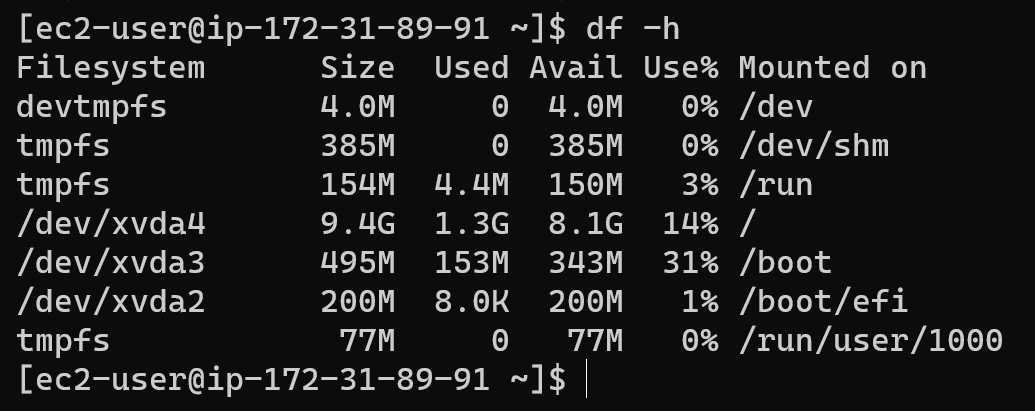 [ec2-user@ip-172-31-89-91 ~]$ df -h
Filesystem      Size  Used Avail Use% Mounted on
devtmpfs        4.0M     0  4.0M   0% /dev
tmpfs           385M     0  385M   0% /dev/shm
tmpfs           154M  4.4M  150M   3% /run
/dev/xvda4      9.4G  1.3G  8.1G  14% /
/dev/xvda3      495M  153M  343M  31% /boot
/dev/xvda2      200M  8.0K  200M   1% /boot/efi
tmpfs            77M     0   77M   0% /run/user/1000
[ec2-user@ip-172-31-89-91 ~]$